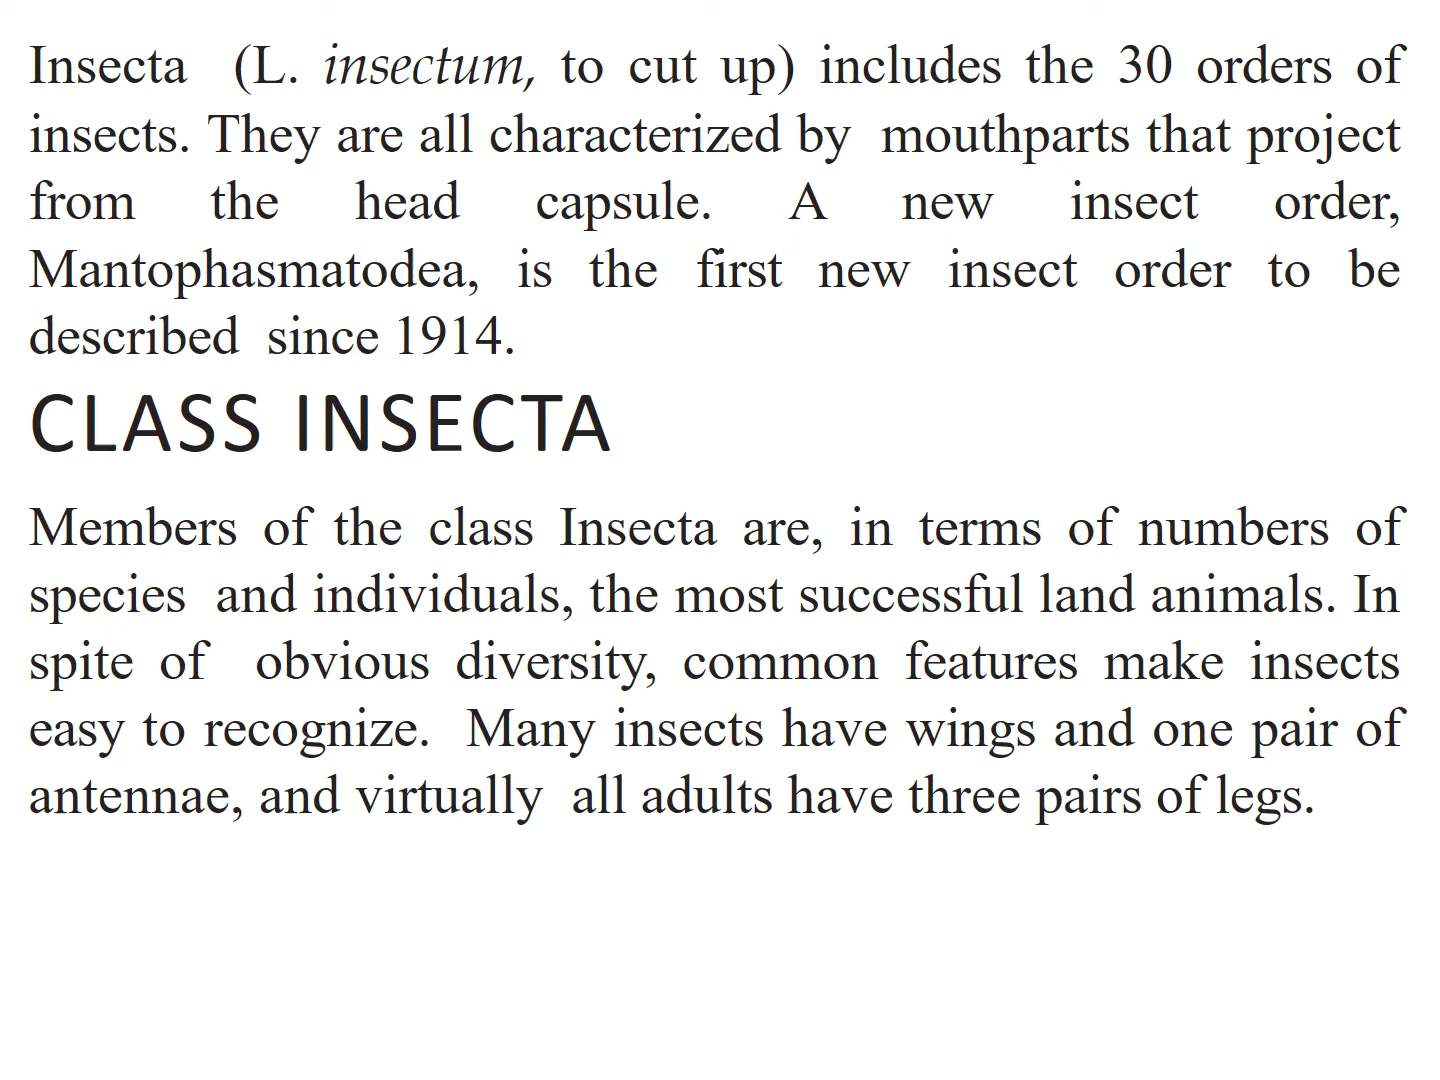 Insecta (L. insectum, to cut up) includes the 30 orders of
insects. They are all characterized by mouthparts that project
from the head capsule. A new insect order,
Mantophasmatodea, is the first new insect order to be
described since 1914.
CLASS INSECTA
Members of the class Insecta are, in terms of numbers of
species and individuals, the most successful land animals. In
spite of obvious diversity, common features make insects
easy to recognize. Many insects have wings and one pair of
antennae, and virtually all adults have three pairs of legs.